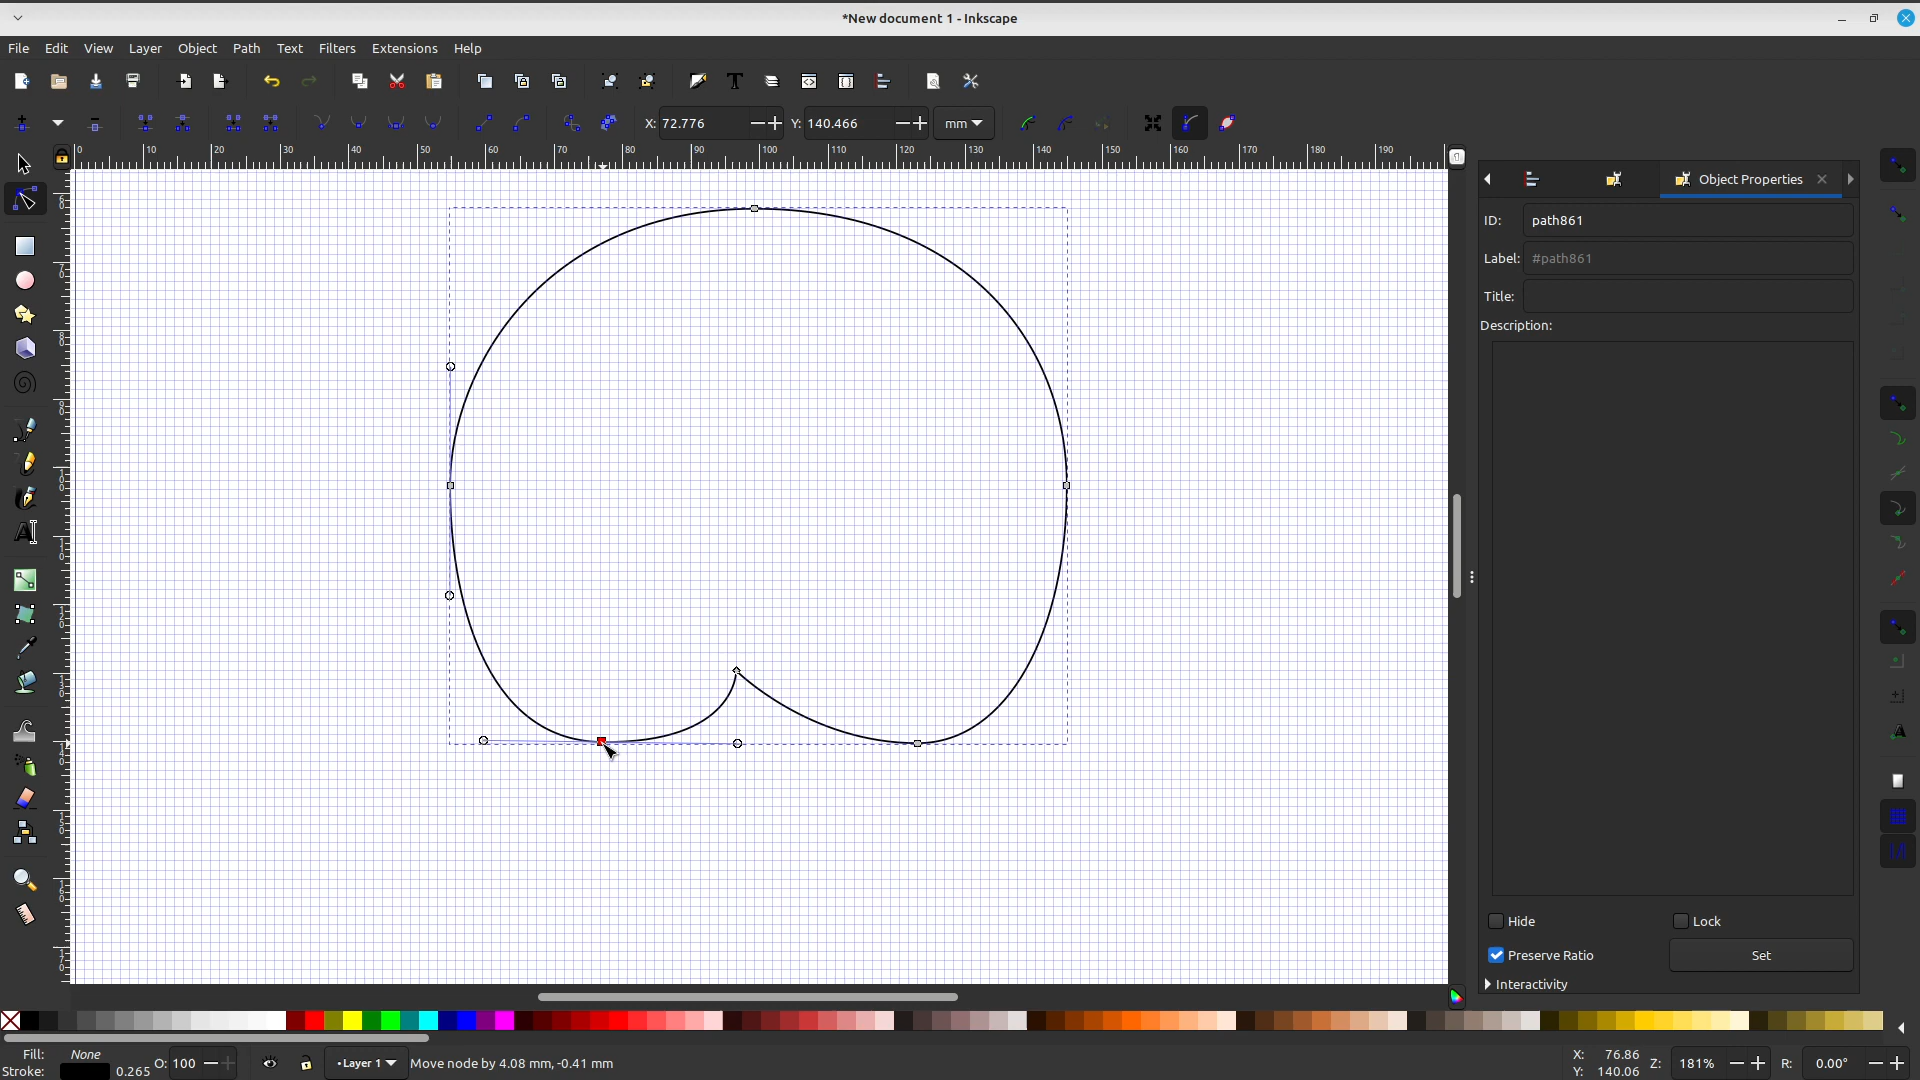 *New document 1 - Inkscape
File Edit View Layer Object Path Text Filters Extensions Help
X: 72.776 Y: 140.466 mm
0 10 20 30 40 50 60 70 80 90 100 110 120 130 140 150 160 170 180 190
Object Properties
ID: path861
Label: #path861
Title:
Description:
Hide Lock
Preserve Ratio Set
Interactivity
Fill: None O: 100 Layer 1 Move node by 4.08 mm, -0.41 mm X: 76.86 Z: 181% R: 0.00°
Stroke: 0.265 Y: 140.06